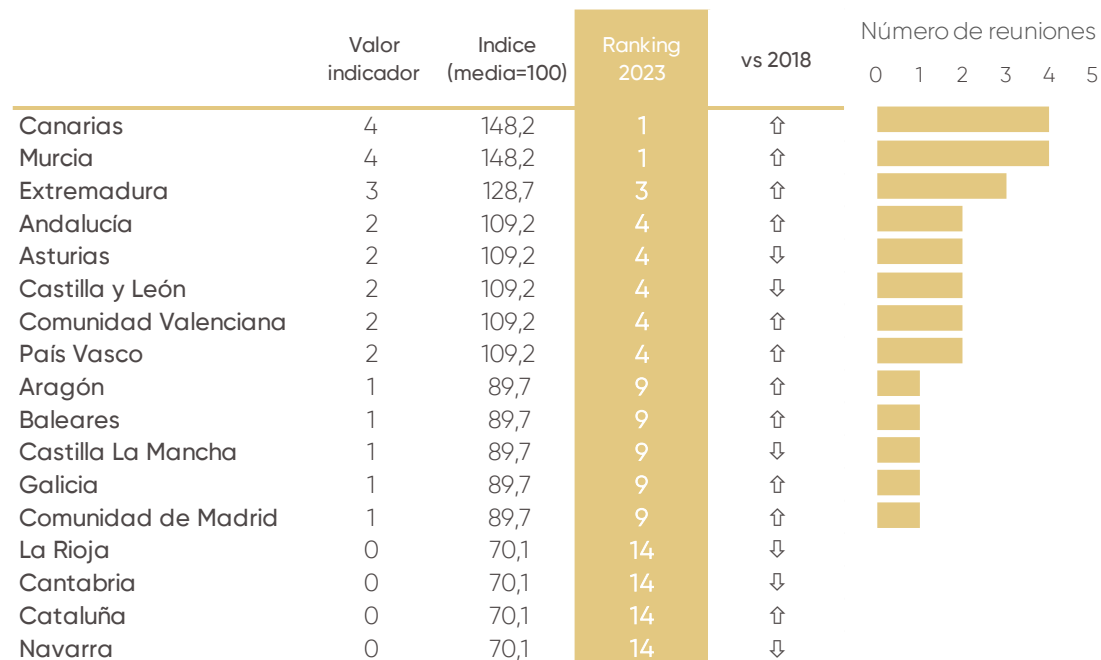 Valor indicador Indice (media=100) Ranking 2023 vs 2018 Número de reuniones
0 1 2 3 4 5
Canarias 4 148,2 1 ⇧
Murcia 4 148,2 1 ⇧
Extremadura 3 128,7 3 ⇧
Andalucía 2 109,2 4 ⇧
Asturias 2 109,2 4 ⇩
Castilla y León 2 109,2 4 ⇩
Comunidad Valenciana 2 109,2 4 ⇧
País Vasco 2 109,2 4 ⇧
Aragón 1 89,7 9 ⇧
Baleares 1 89,7 9 ⇧
Castilla La Mancha 1 89,7 9 ⇩
Galicia 1 89,7 9 ⇧
Comunidad de Madrid 1 89,7 9 ⇧
La Rioja 0 70,1 14 ⇩
Cantabria 0 70,1 14 ⇩
Cataluña 0 70,1 14 ⇧
Navarra 0 70,1 14 ⇩